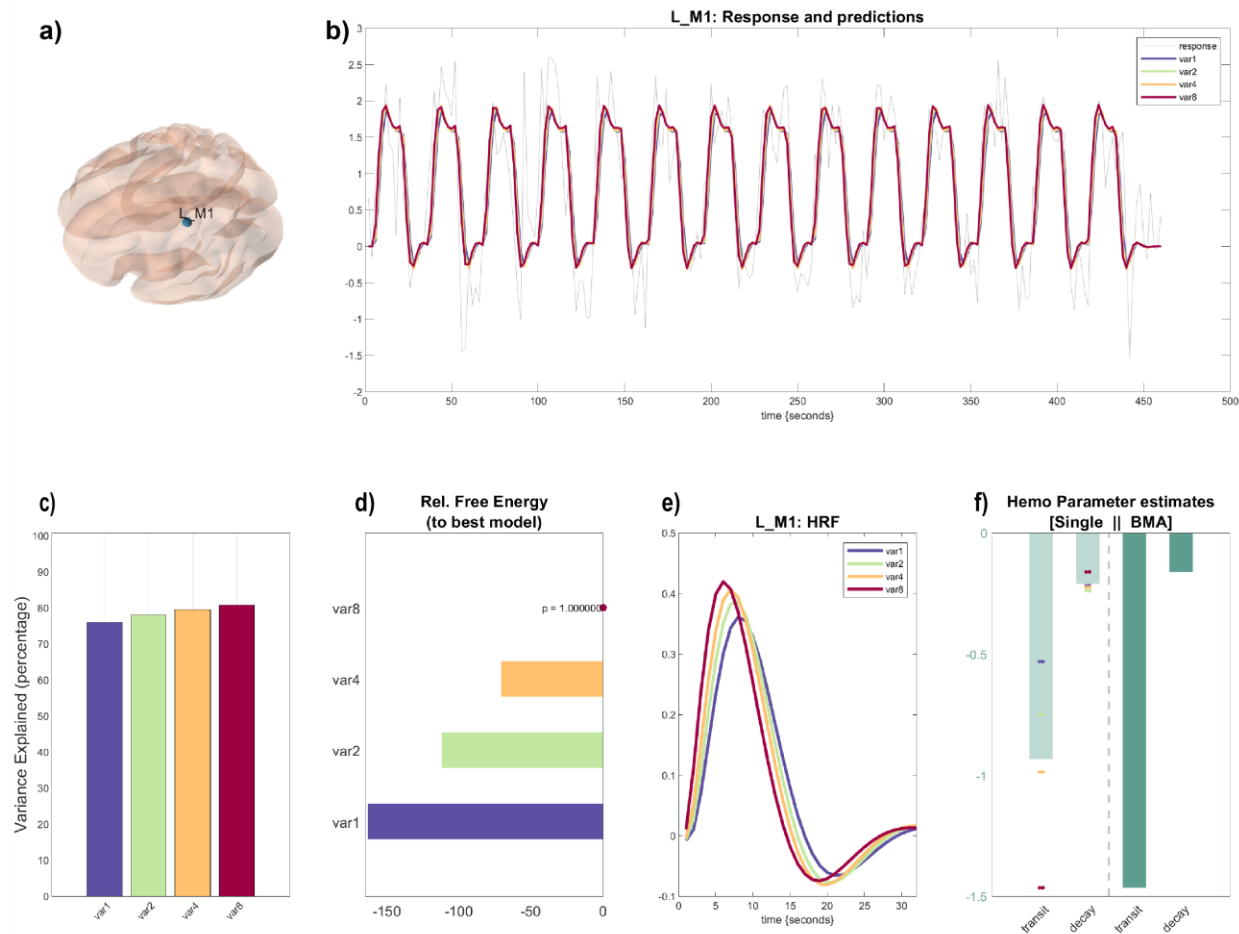 a)
L_M1
b)
L_M1: Response and predictions
response
var1
var2
var4
var8
3
2.5
2
1.5
1
0.5
0
-0.5
-1
-1.5
-2
0 50 100 150 200 250 300 350 400 450 500
time {seconds}
c)
Variance Explained (percentage)
100
90
80
70
60
50
40
30
20
10
0
var1 var2 var4 var8
d)
Rel. Free Energy
(to best model)
var8
p = 1.000000
var4
var2
var1
-150 -100 -50 0
e)
L_M1: HRF
var1
var2
var4
var8
0.5
0.4
0.3
0.2
0.1
0
-0.1
0 5 10 15 20 25 30
time {seconds}
f)
Hemo Parameter estimates
[Single || BMA]
0
-0.5
-1
-1.5
transit decay transit decay